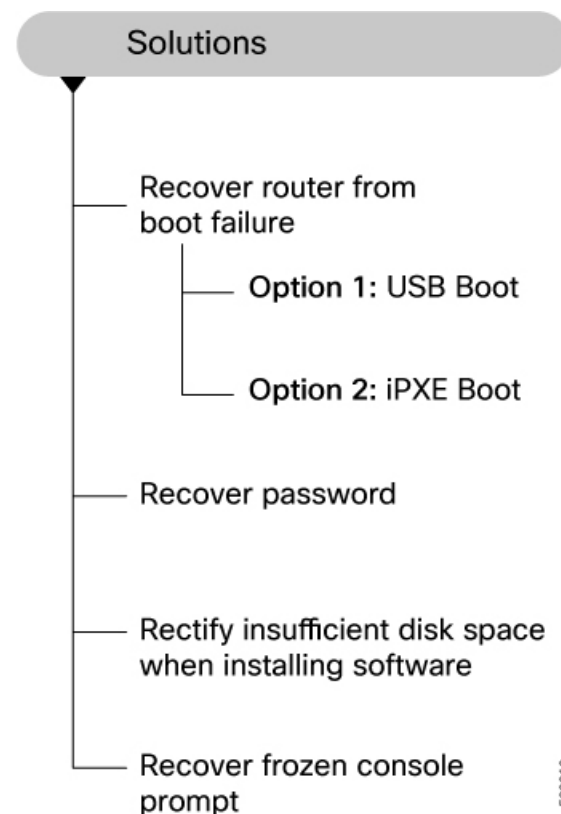 Solutions
Recover router from
boot failure
Option 1: USB Boot
Option 2: iPXE Boot
Recover password
Rectify insufficient disk space
when installing software
Recover frozen console
prompt